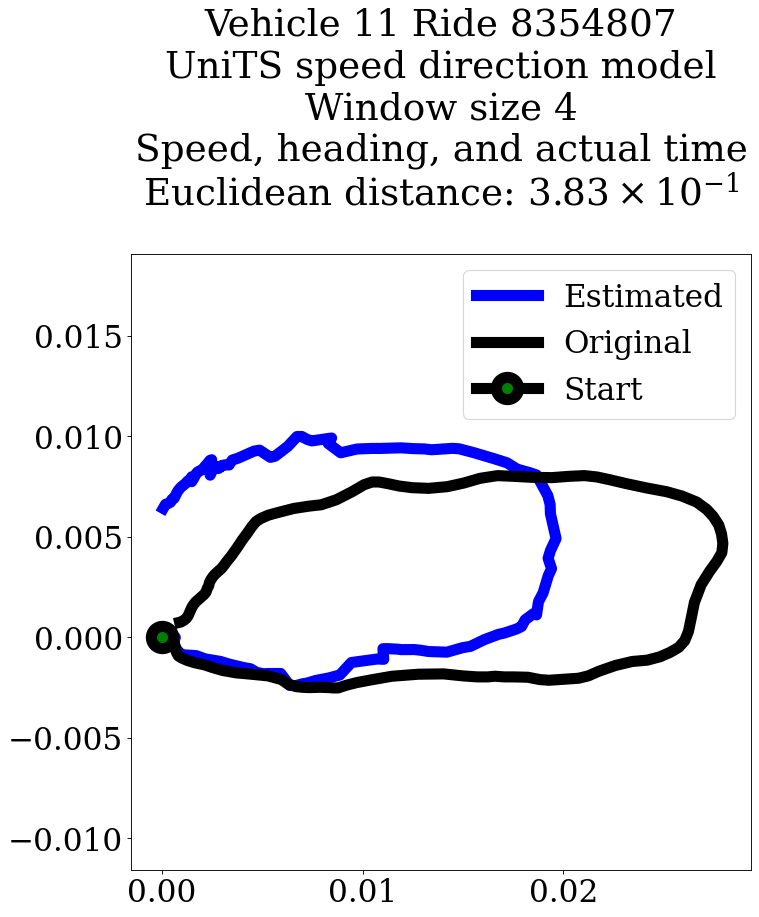 Vehicle 11 Ride 8354807
UniTS speed direction model
Window size 4
Speed, heading, and actual time
Euclidean distance: 3.83 × 10⁻¹
Estimated
Original
Start
0.015
0.010
0.005
0.000
−0.005
−0.010
0.00 0.01 0.02